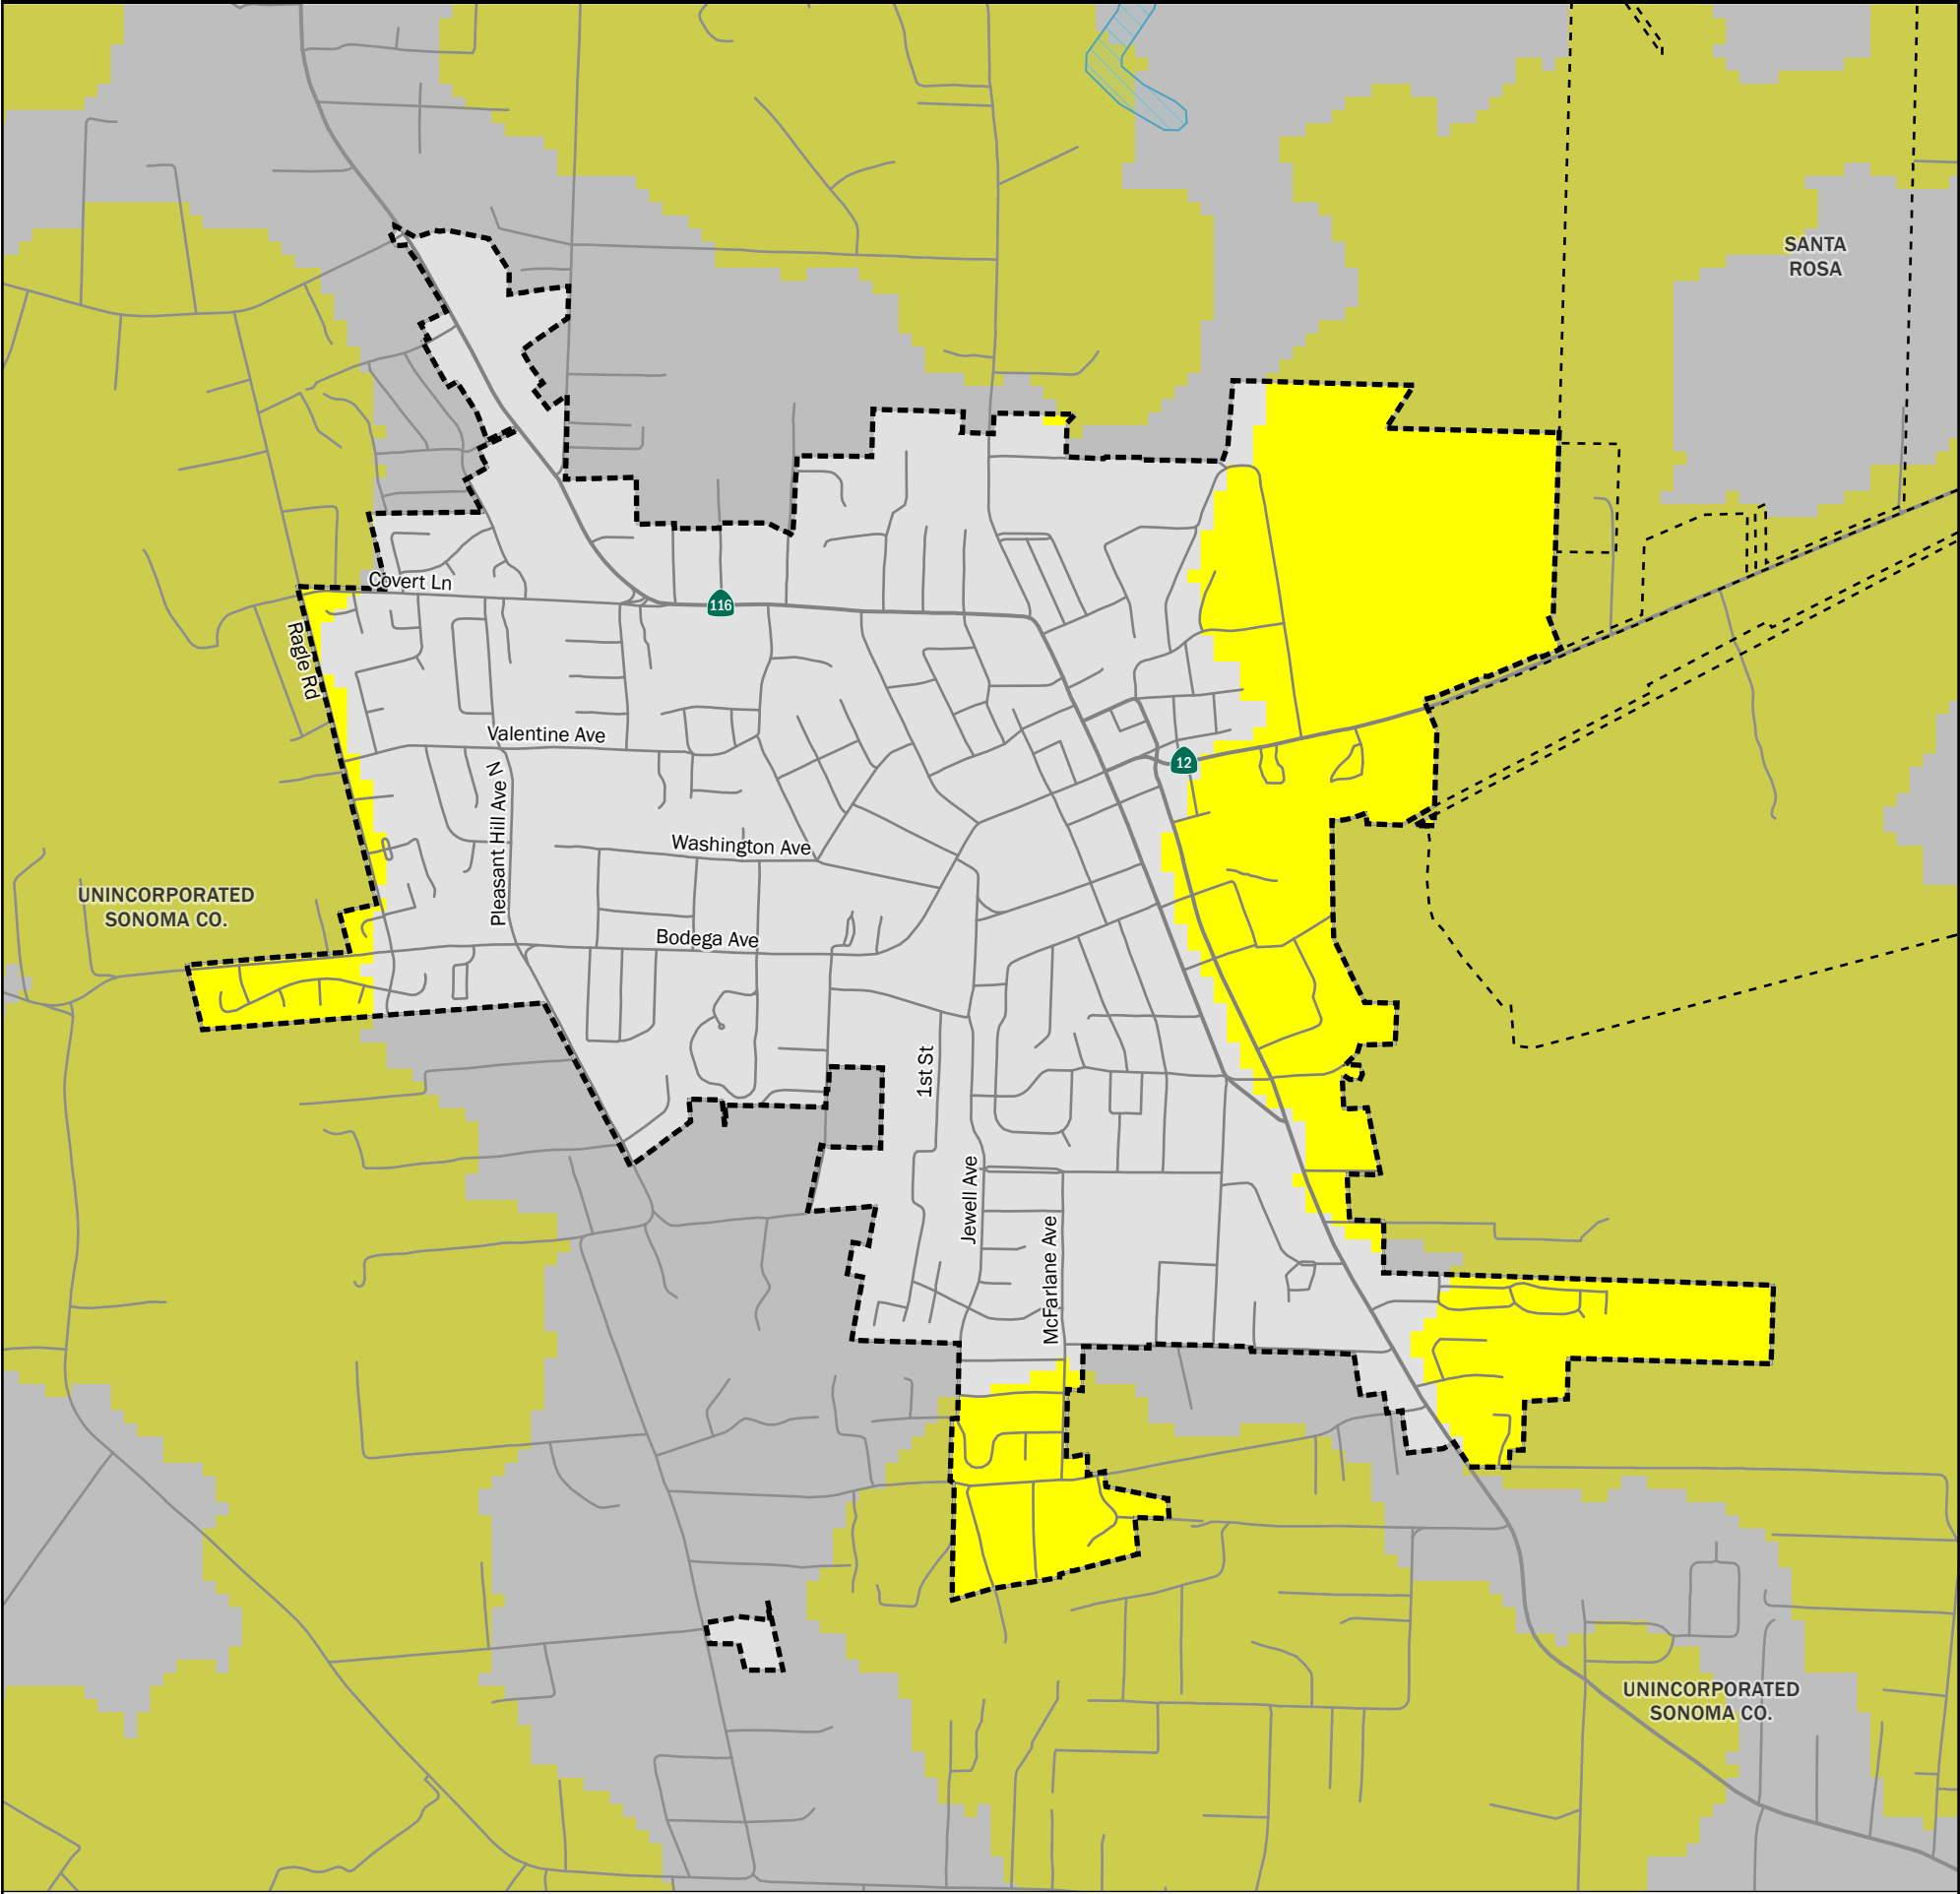 SANTA
ROSA
Covert Ln
116
Ragle Rd
Valentine Ave
12
N Pleasant Hill Ave
Washington Ave
UNINCORPORATED
SONOMA CO.
Bodega Ave
1st St
Jewell Ave
McFarlane Ave
UNINCORPORATED
SONOMA CO.